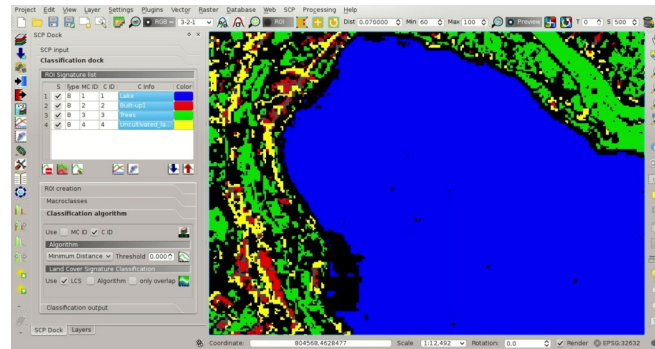 Project Edit View Layer Settings Plugins Vector Raster Database Web SCP Processing Help
RGB = 3-2-1 ROI Dist 0.070000 Min 60 Max 100 Preview T 0 S 500
SCP Dock
SCP input
Classification dock
ROI Signature list
S Type MC ID C ID C Info Color
1 B 1 1 Lake
2 B 2 2 Built-up1
3 B 3 3 Trees
4 B 4 4 Uncultivated_la...
ROI creation
Macroclasses
Classification algorithm
Use MC ID C ID
Algorithm
Minimum Distance Threshold 0.000
Land Cover Signature Classification
Use LCS Algorithm only overlap
Classification output
SCP Dock Layers
Coordinate: 804568,4628477 Scale 1:12,492 Rotation: 0.0 Render EPSG:32632